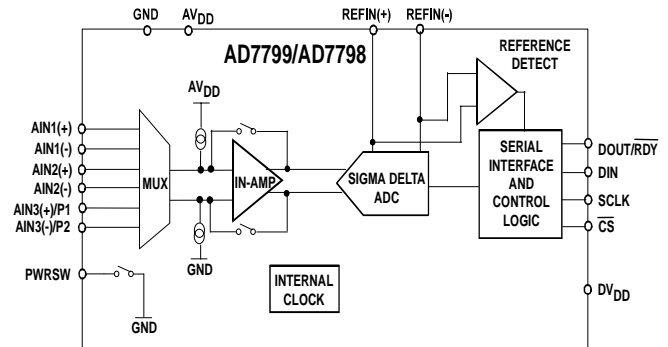 GND
AVDD
REFIN(+)
REFIN(-)
AD7799/AD7798
REFERENCE
DETECT
AVDD
AIN1(+)
AIN1(-)
AIN2(+)
AIN2(-)
AIN3(+)/P1
AIN3(-)/P2
MUX
IN-AMP
SIGMA DELTA
ADC
SERIAL
INTERFACE
AND
CONTROL
LOGIC
DOUT/RDY
DIN
SCLK
CS
GND
PWRSW
INTERNAL
CLOCK
DVDD
GND